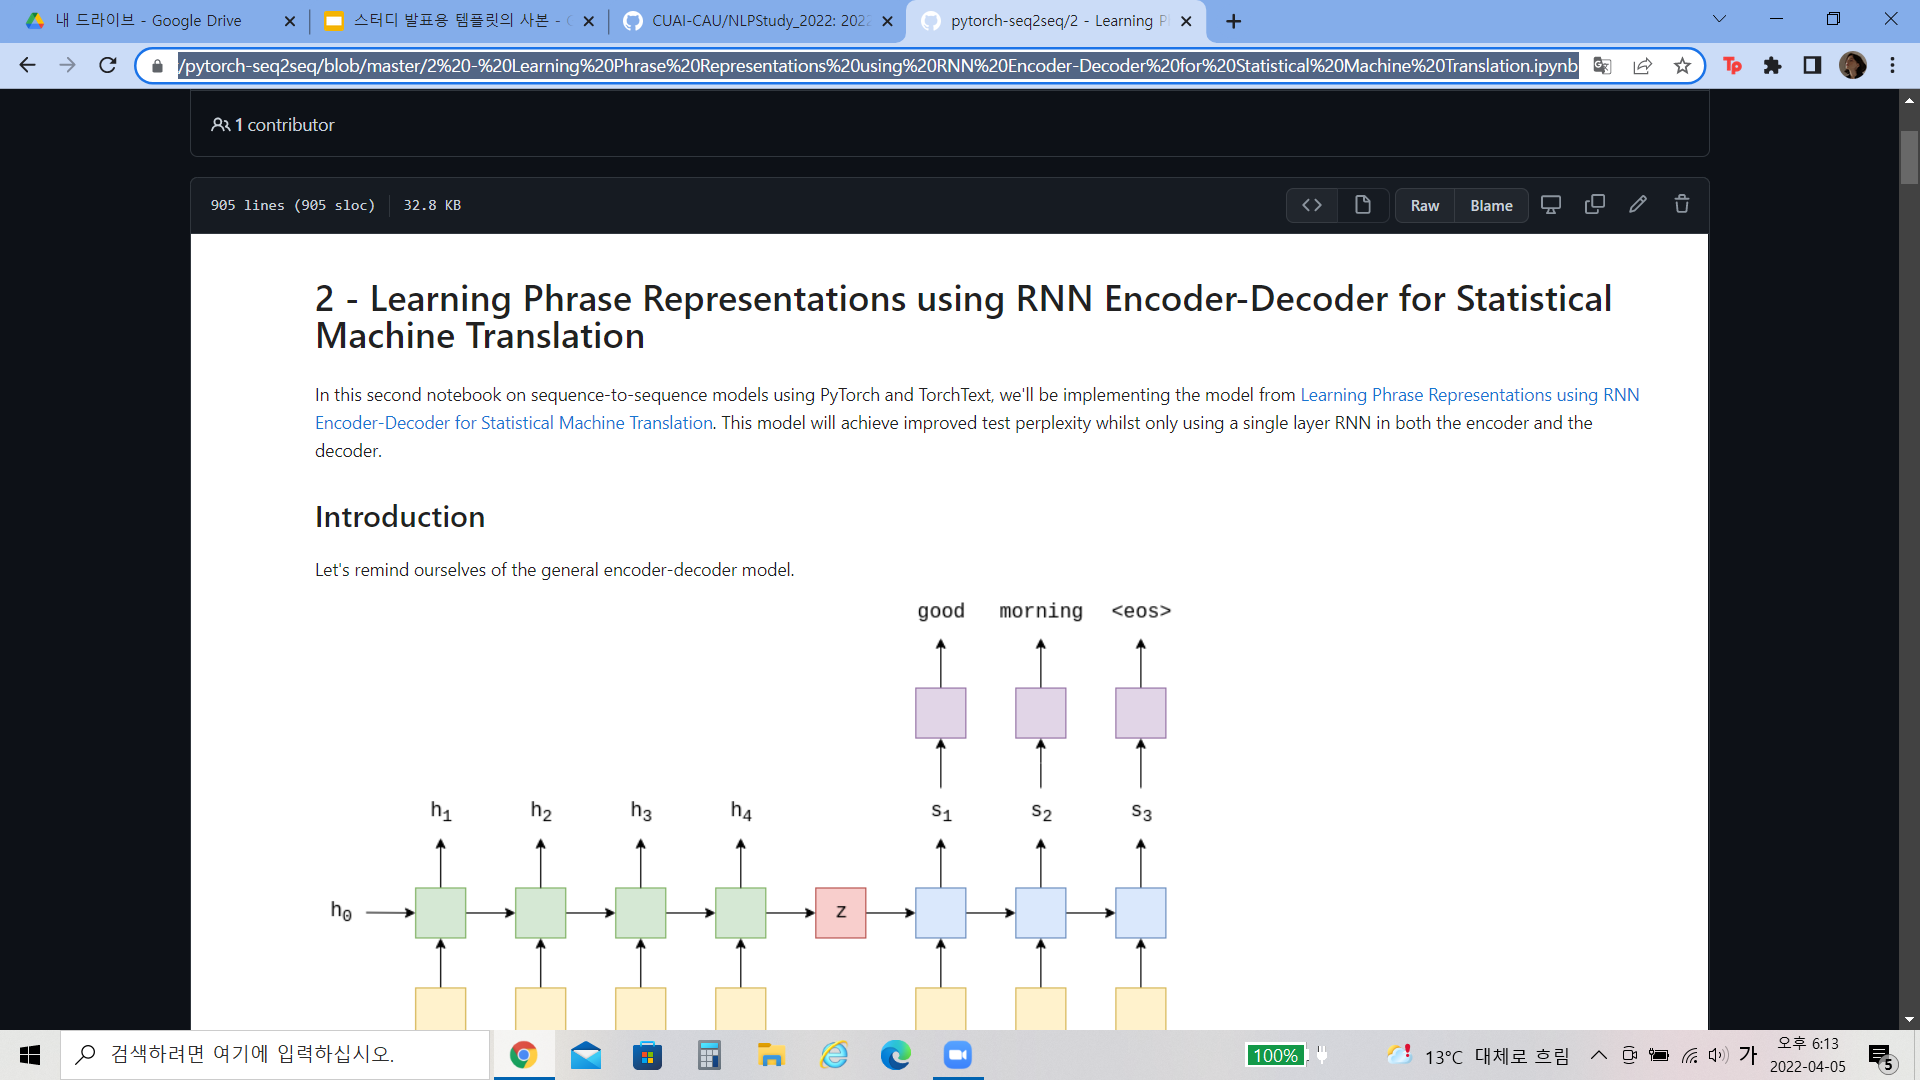 내 드라이브 - Google Drive
스터디 발표용 템플릿의 사본 -
CUAI-CAU/NLPStudy_2022: 2022
pytorch-seq2seq/2 - Learning P
/pytorch-seq2seq/blob/master/2%20-%20Learning%20Phrase%20Representations%20using%20RNN%20Encoder-Decoder%20for%20Statistical%20Machine%20Translation.ipynb
1 contributor
905 lines (905 sloc) 32.8 KB
Raw Blame
2 - Learning Phrase Representations using RNN Encoder-Decoder for Statistical
Machine Translation
In this second notebook on sequence-to-sequence models using PyTorch and TorchText, we'll be implementing the model from Learning Phrase Representations using RNN
Encoder-Decoder for Statistical Machine Translation. This model will achieve improved test perplexity whilst only using a single layer RNN in both the encoder and the
decoder.
Introduction
Let's remind ourselves of the general encoder-decoder model.
good morning <eos>
h1 h2 h3 h4 s1 s2 s3
h0 z
검색하려면 여기에 입력하십시오.
100%
13°C 대체로 흐림
가
오후 6:13
2022-04-05
5